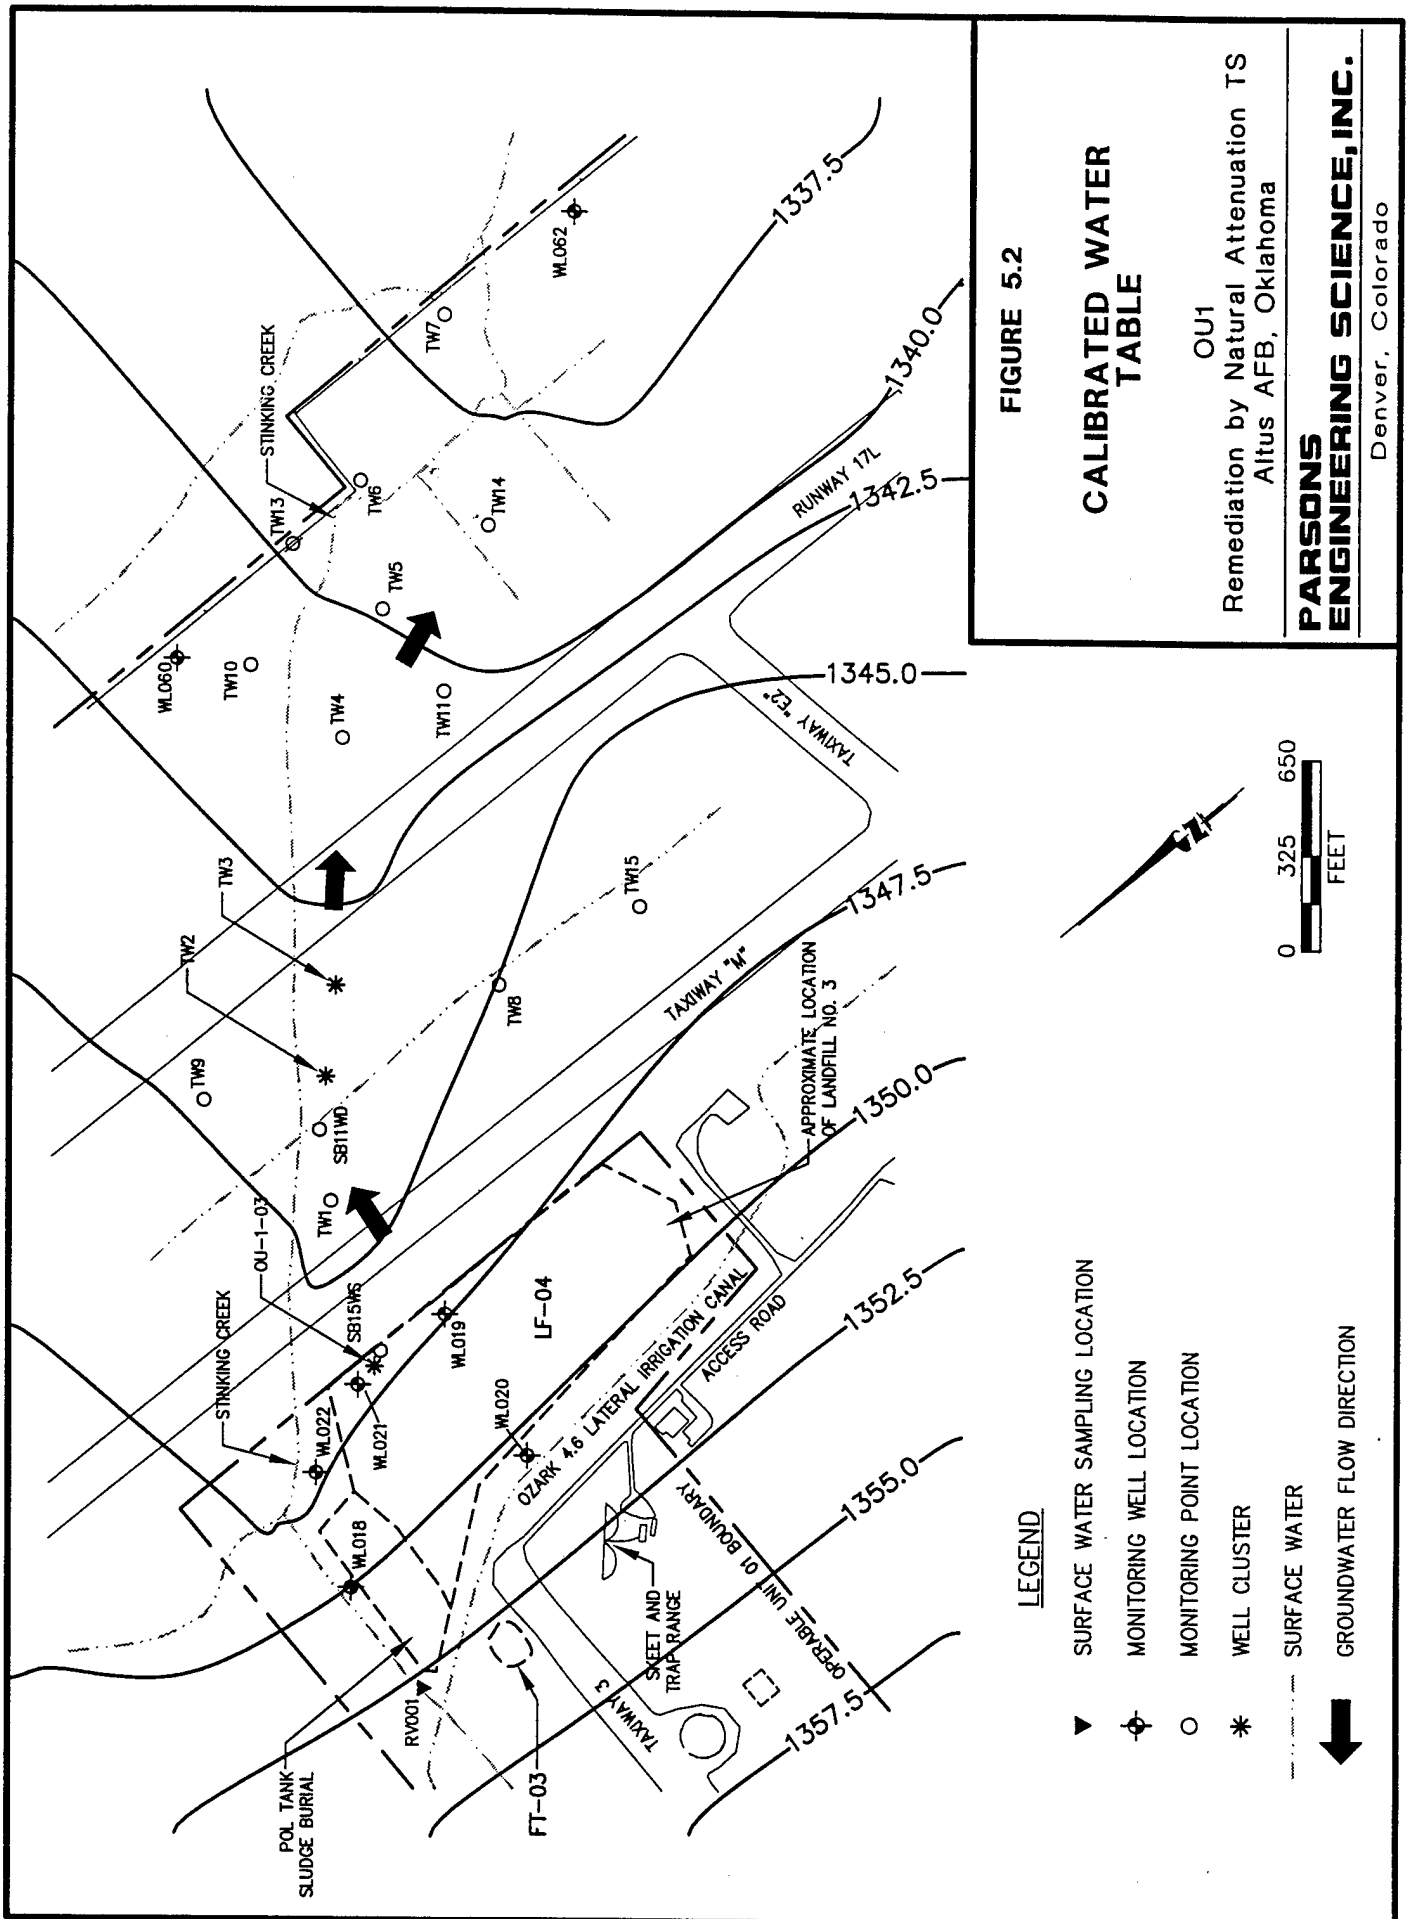 STINKING CREEK
WL062
TW7
1337.5
TW13
TW6
TW14
TW5
1340.0
RUNWAY 17L
1342.5
WL060
TW10
TW4
TW11
1345.0
TAXIWAY "E2"
TW3
TW2
TW15
TW9
TW8
1347.5
TAXIWAY "M"
SB11WD
TW1
OU-1-03
APPROXIMATE LOCATION
OF LANDFILL NO. 3
1350.0
STINKING CREEK
SB15WS
WL019
LF-04
WL022
WL021
WL020
OZARK 4.6 LATERAL IRRIGATION CANAL
ACCESS ROAD
1352.5
WL018
1355.0
OPERABLE UNIT 01 BOUNDARY
SKEET AND
TRAP RANGE
RV001
POL TANK
SLUDGE BURIAL
FT-03
TAXIWAY 3
1357.5
LEGEND
SURFACE WATER SAMPLING LOCATION
MONITORING WELL LOCATION
MONITORING POINT LOCATION
WELL CLUSTER
SURFACE WATER
GROUNDWATER FLOW DIRECTION
N
0 325 650
FEET
FIGURE 5.2
CALIBRATED WATER
TABLE
OU1
Remediation by Natural Attenuation TS
Altus AFB, Oklahoma
PARSONS
ENGINEERING SCIENCE, INC.
Denver, Colorado